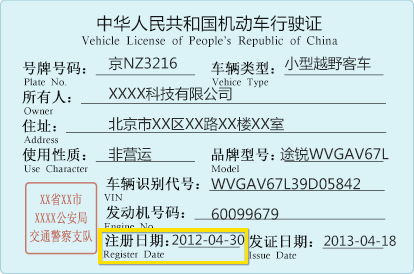 中华人民共和国机动车行驶证
Vehicle License of People's Republic of China
号牌号码： 京NZ3216 车辆类型： 小型越野客车
Plate No. Vehice Type
所有人： XXXX科技有限公司
Owner
住址： 北京市XX区XX路XX楼XX室
Address
使用性质： 非营运 品牌型号： 途锐WVGAV67L
Use Character Model
车辆识别代号： WVGAV67L39D05842
VIN
XX省XX市
XXXX公安局
交通警察支队
发动机号码： 60099679
Engine No.
注册日期： 2012-04-30 发证日期： 2013-04-18
Register Date Issue Date